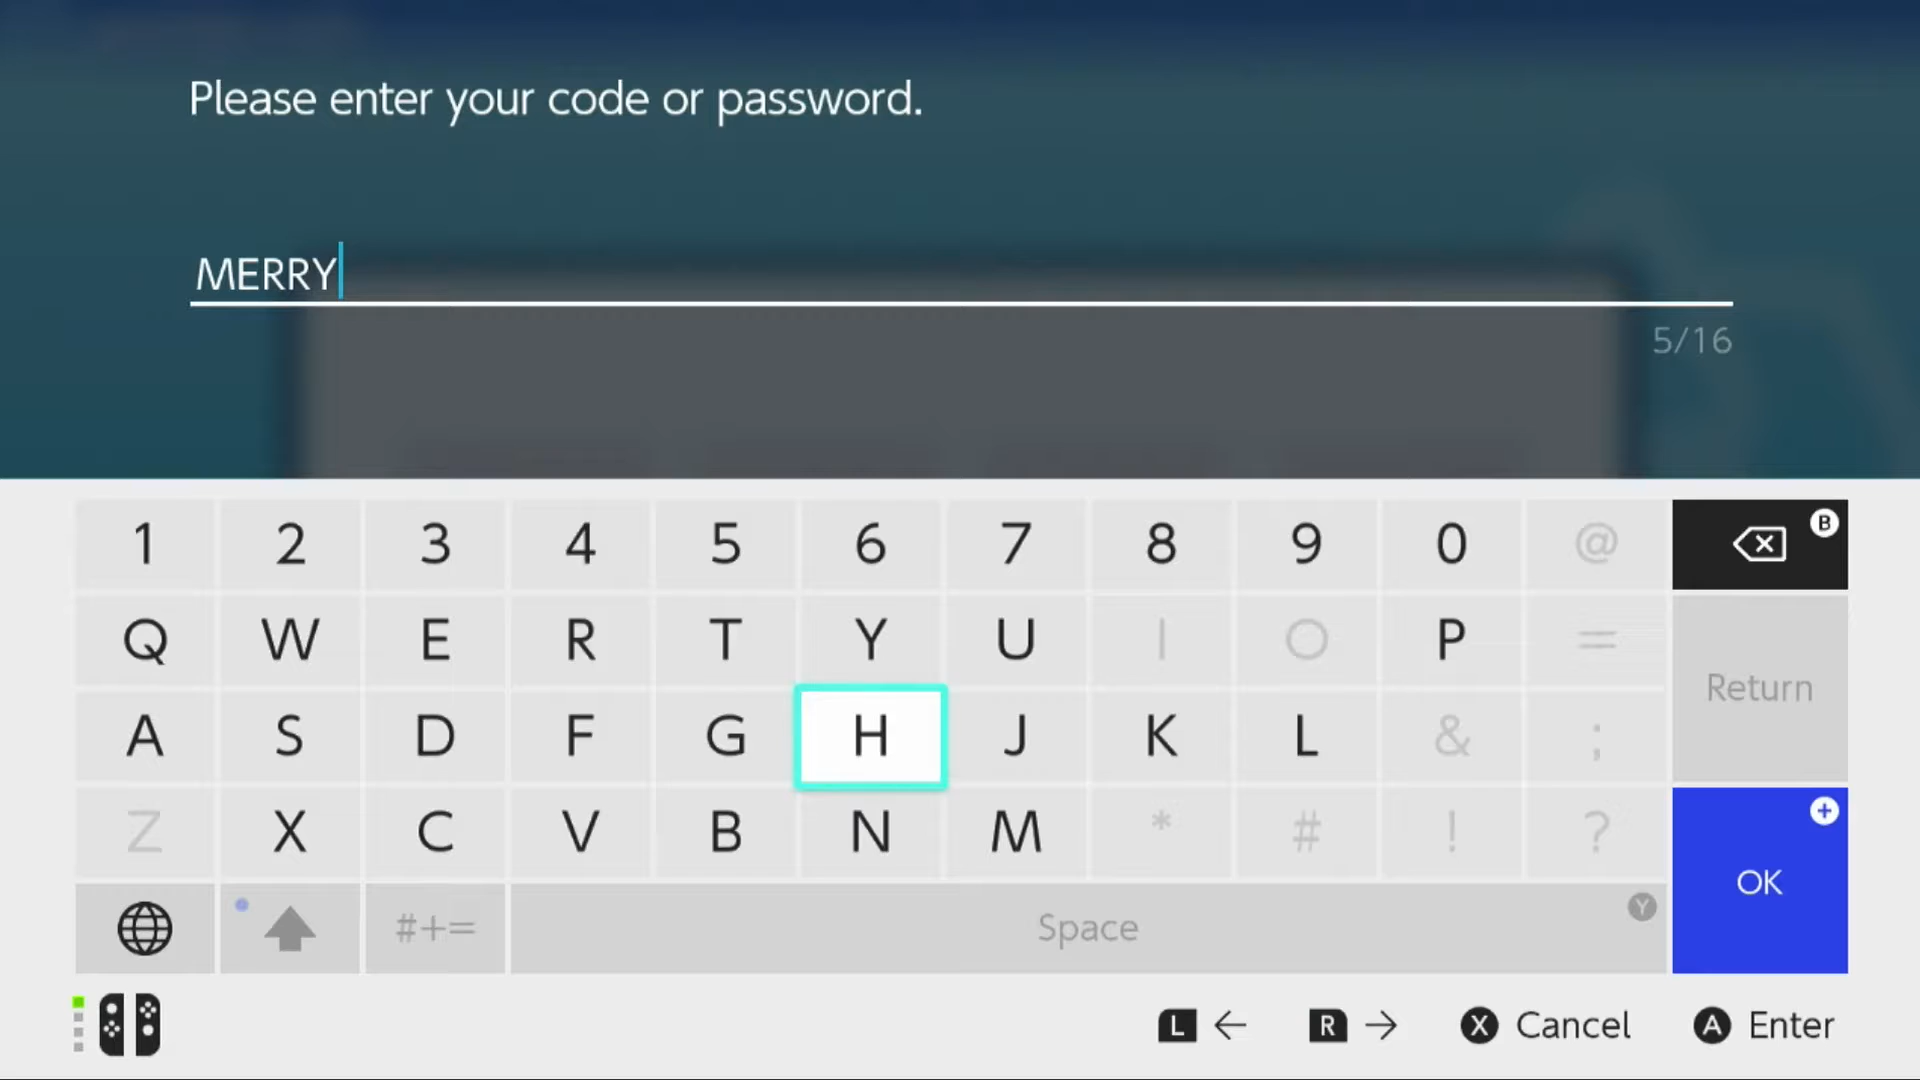 Please enter your code or password.
MERRY
5/16
1 2 3 4 5 6 7 8 9 0 @ B
Q W E R T Y U I O P =
Return
A S D F G H J K L & ;
Z X C V B N M * # ! ? +
OK
#+= Space Y
L ← R → X Cancel A Enter